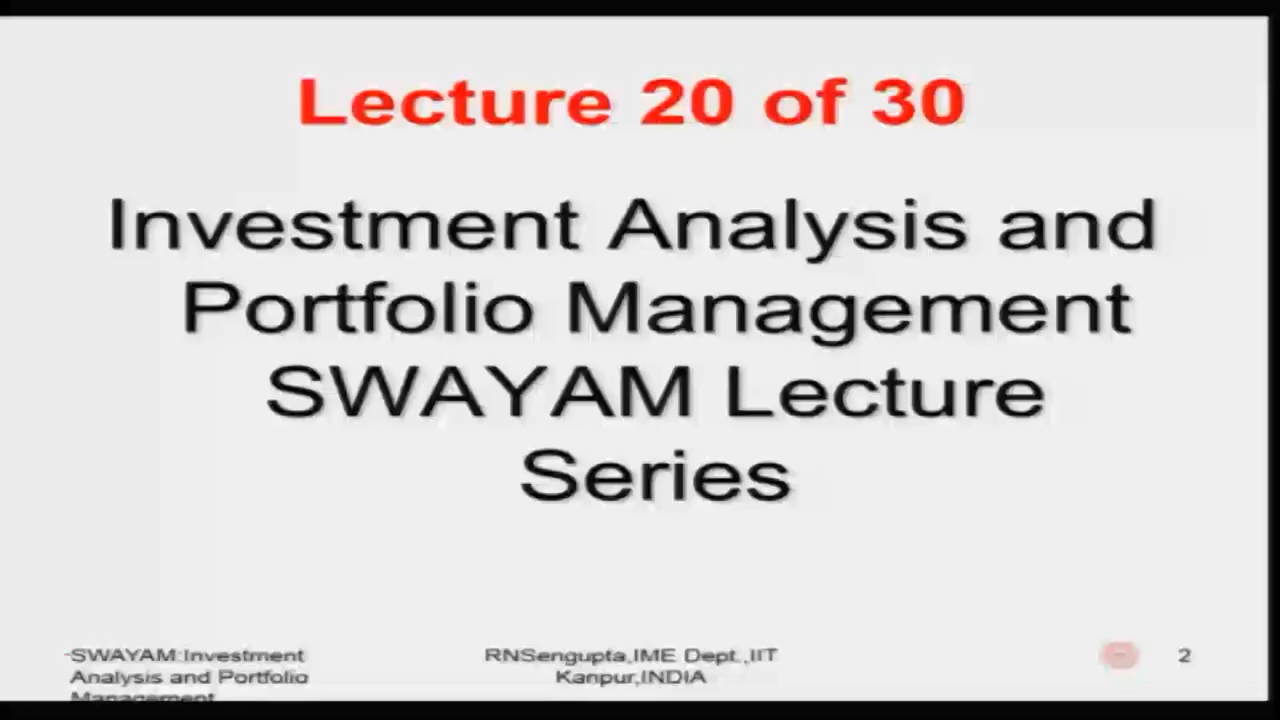 Lecture 20 of 30
Investment Analysis and
Portfolio Management
SWAYAM Lecture
Series
SWAYAM:Investment
Analysis and Portfolio
Management
RNSengupta,IME Dept.,IIT
Kanpur,INDIA
2